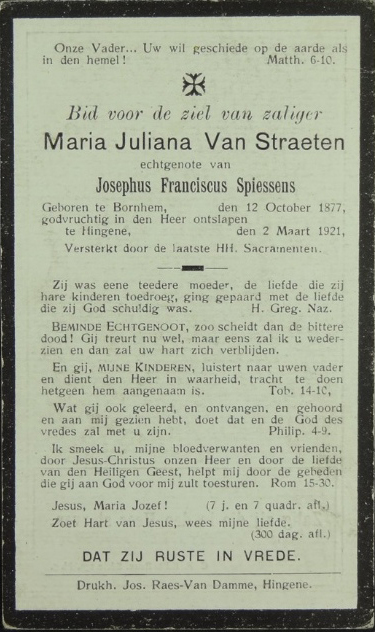 Onze Vader... Uw wil geschiede op de aarde als
in den hemel! Matth. 6-10.
Bid voor de ziel van zaliger
Maria Juliana Van Straeten
echtgenote van
Josephus Franciscus Spiessens
Geboren te Bornhem, den 12 October 1877,
godvruchtig in den Heer ontslapen
te Hingene, den 2 Maart 1921,
Versterkt door de laatste HH. Sacramenten.
Zij was eene teedere moeder, de liefde die zij
hare kinderen toedroeg, ging gepaard met de liefde
die zij God schuldig was. H. Greg. Naz.
BEMINDE ECHTGENOOT, zoo scheidt dan de bittere
dood! Gij treurt nu wel, maar eens zal ik u weder-
zien en dan zal uw hart zich verblijden.
En gij, MIJNE KINDEREN, luistert naar uwen vader
en dient den Heer in waarheid, tracht te doen
hetgeen hem aangenaam is. Tob. 14-10,
Wat gij ook geleerd, en ontvangen, en gehoord
en aan mij gezien hebt, doet dat en de God des
vredes zal met u zijn. Philip. 4-9.
Ik smeek u, mijne bloedverwanten en vrienden,
door Jesus-Christus onzen Heer en door de liefde
van den Heiligen Geest, helpt mij door de gebeden
die gij aan God voor mij zult toesturen. Rom 15-30.
Jesus, Maria Jozef! (7 j. en 7 quadr. afl.)
Zoet Hart van Jesus, wees mijne liefde.
(300 dag. afl.)
DAT ZIJ RUSTE IN VREDE.
Drukh. Jos. Raes-Van Damme, Hingene.